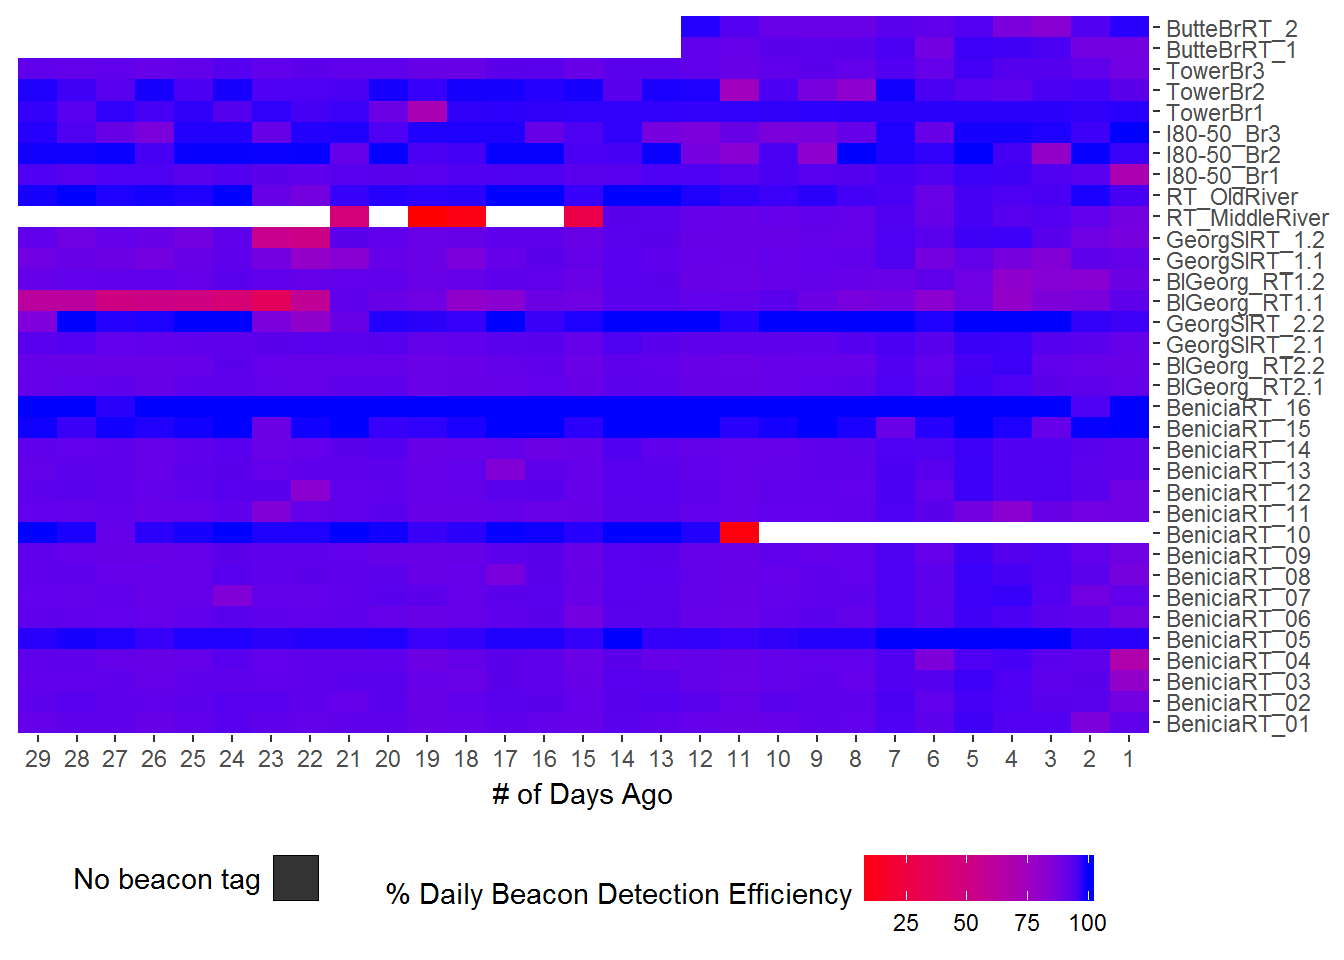 ButteBrRT_2
ButteBrRT_1
TowerBr3
TowerBr2
TowerBr1
I80-50_Br3
I80-50_Br2
I80-50_Br1
RT_OldRiver
RT_MiddleRiver
GeorgSlRT_1.2
GeorgSlRT_1.1
BlGeorg_RT1.2
BlGeorg_RT1.1
GeorgSlRT_2.2
GeorgSlRT_2.1
BlGeorg_RT2.2
BlGeorg_RT2.1
BeniciaRT_16
BeniciaRT_15
BeniciaRT_14
BeniciaRT_13
BeniciaRT_12
BeniciaRT_11
BeniciaRT_10
BeniciaRT_09
BeniciaRT_08
BeniciaRT_07
BeniciaRT_06
BeniciaRT_05
BeniciaRT_04
BeniciaRT_03
BeniciaRT_02
BeniciaRT_01
29 28 27 26 25 24 23 22 21 20 19 18 17 16 15 14 13 12 11 10 9 8 7 6 5 4 3 2 1
# of Days Ago
No beacon tag
% Daily Beacon Detection Efficiency
25 50 75 100